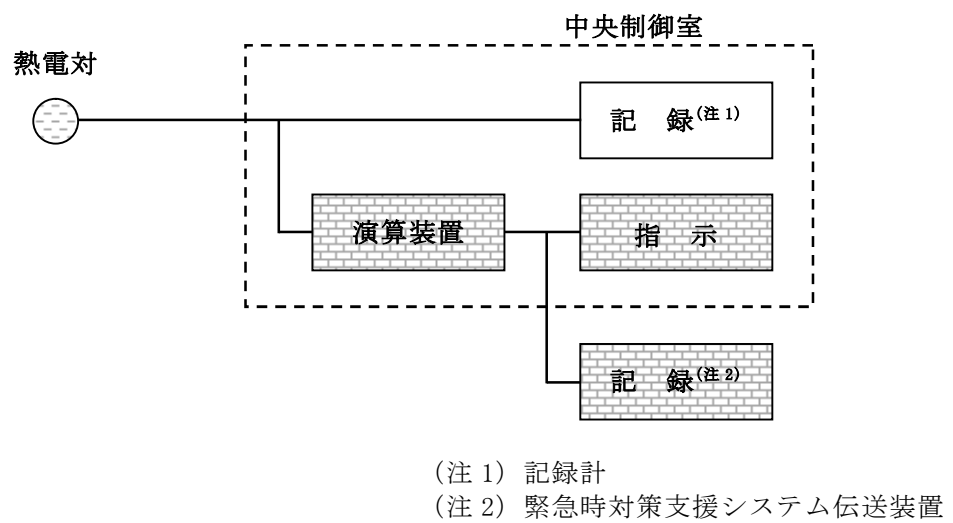 中央制御室
熱電対
記 録(注 1)
演算装置
指 示
記 録(注 2)
(注 1) 記録計
(注 2) 緊急時対策支援システム伝送装置